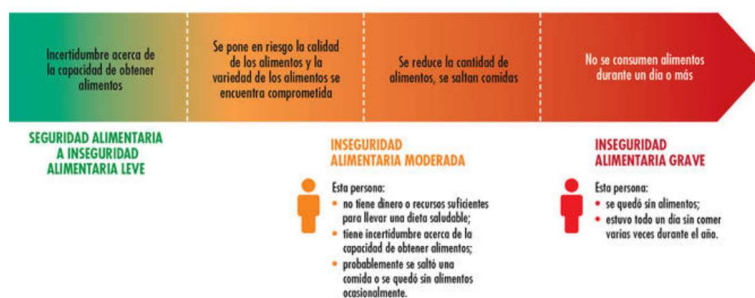 Incertidumbre acerca de
la capacidad de obtener
alimentos
Se pone en riesgo la calidad
de los alimentos y la
variedad de los alimentos se
encuentra comprometida
Se reduce la cantidad de
alimentos, se saltan comidas
No se consumen alimentos
durante un día o más
SEGURIDAD ALIMENTARIA
A INSEGURIDAD
ALIMENTARIA LEVE
INSEGURIDAD
ALIMENTARIA MODERADA
Esta persona:
• no tiene dinero o recursos suficientes
para llevar una dieta saludable;
• tiene incertidumbre acerca de la
capacidad de obtener alimentos;
• probablemente se saltó una
comida o se quedó sin alimentos
ocasionalmente.
INSEGURIDAD
ALIMENTARIA GRAVE
Esta persona:
• se quedó sin alimentos;
• estuvo todo un día sin comer
varias veces durante el año.